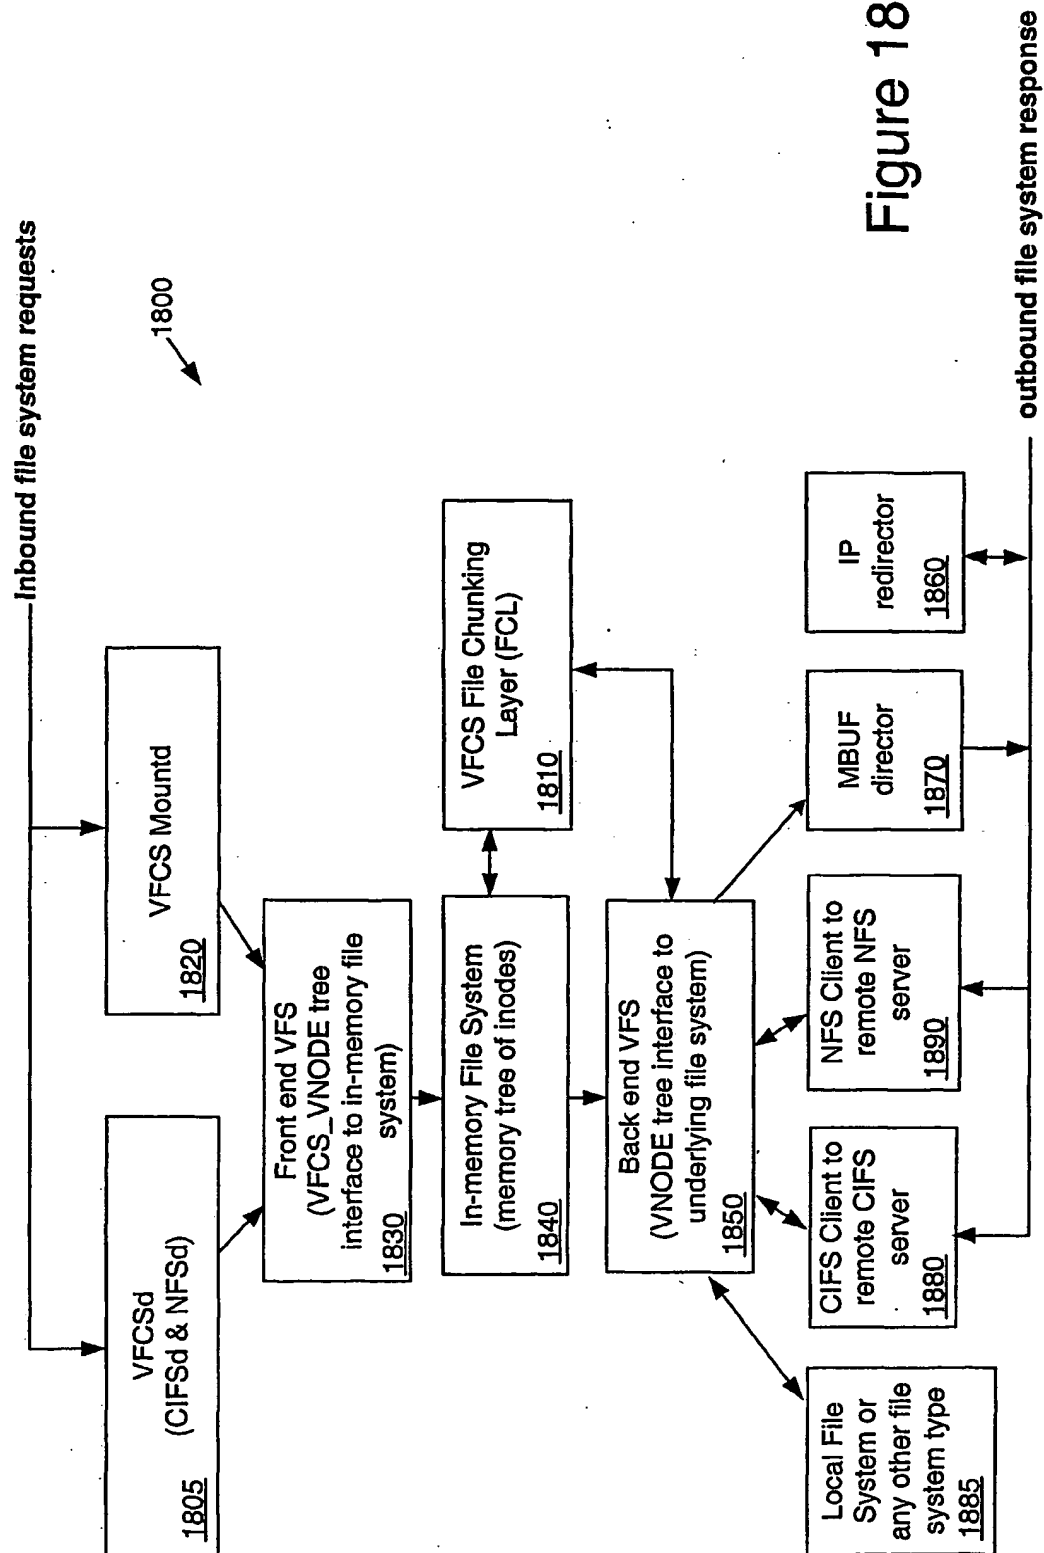 Inbound file system requests
1800
VFCSd
(CIFSd & NFSd)
1805
VFCS Mountd
1820
Front end VFS
(VFCS_VNODE tree
interface to in-memory file
system)
1830
In-memory File System
(memory tree of inodes)
1840
VFCS File Chunking
Layer (FCL)
1810
Back end VFS
(VNODE tree interface to
underlying file system)
1850
Local File
System or
any other file
system type
1885
CIFS Client to
remote CIFS
server
1880
NFS Client to
remote NFS
server
1890
MBUF
director
1870
IP
redirector
1860
outbound file system response
Figure 18